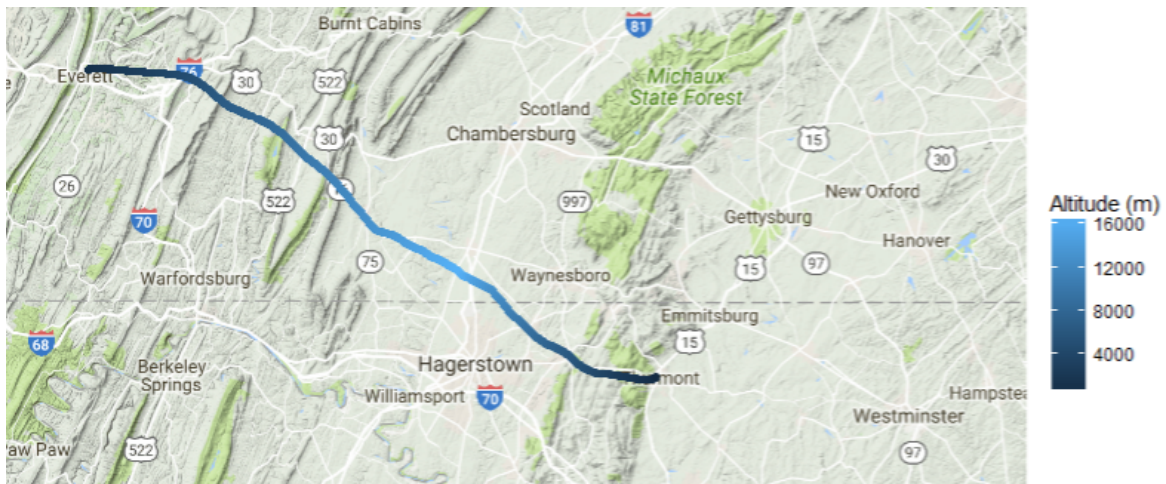 Burnt Cabins
81
Everett
76
30
522
Michaux
State Forest
Scotland
30
Chambersburg
15
30
26
522
997
New Oxford
70
Gettysburg
Hanover
75
15
97
Warfordsburg
Waynesboro
Emmitsburg
68
15
Berkeley
Springs
Hagerstown
mont
Williamsport
70
Hampstea
Westminster
Paw Paw
522
97
Altitude (m)
16000
12000
8000
4000